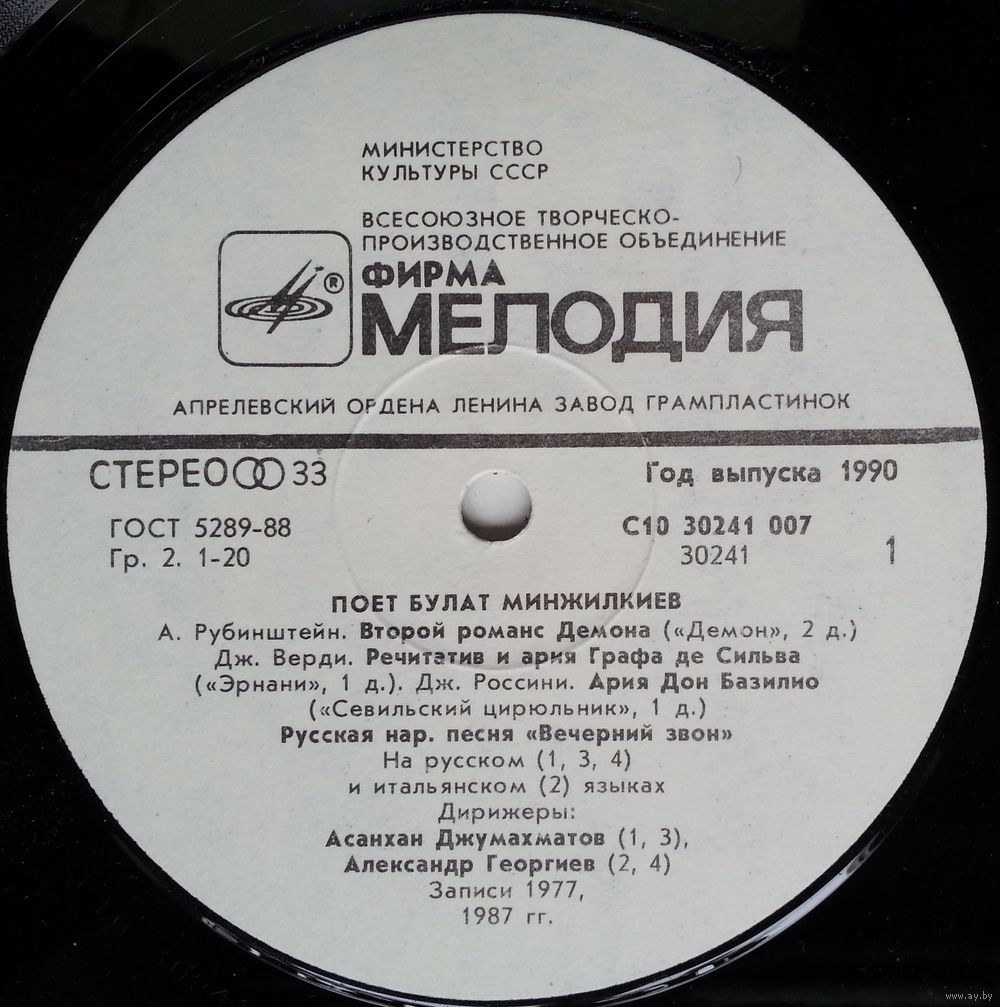 МИНИСТЕРСТВО
КУЛЬТУРЫ СССР
ВСЕСОЮЗНОЕ ТВОРЧЕСКО-
ПРОИЗВОДСТВЕННОЕ ОБЪЕДИНЕНИЕ
ФИРМА
®
МЕЛОДИЯ
АПРЕЛЕВСКИЙ ОРДЕНА ЛЕНИНА ЗАВОД ГРАМПЛАСТИНОК
СТЕРЕО 33
Год выпуска 1990
ГОСТ 5289-88
С10 30241 007
Гр. 2. 1-20
30241
1
ПОЕТ БУЛАТ МИНЖИЛКИЕВ
А. Рубинштейн. Второй романс Демона («Демон», 2 д.)
Дж. Верди. Речитатив и ария Графа де Сильва
(«Эрнани», 1 д.). Дж. Россини. Ария Дон Базилио
(«Севильский цирюльник», 1 д.)
Русская нар. песня «Вечерний звон»
На русском (1, 3, 4)
и итальянском (2) языках
Дирижеры:
Асанхан Джумахматов (1, 3),
Александр Георгиев (2, 4)
Записи 1977,
1987 гг.
www.ay.by